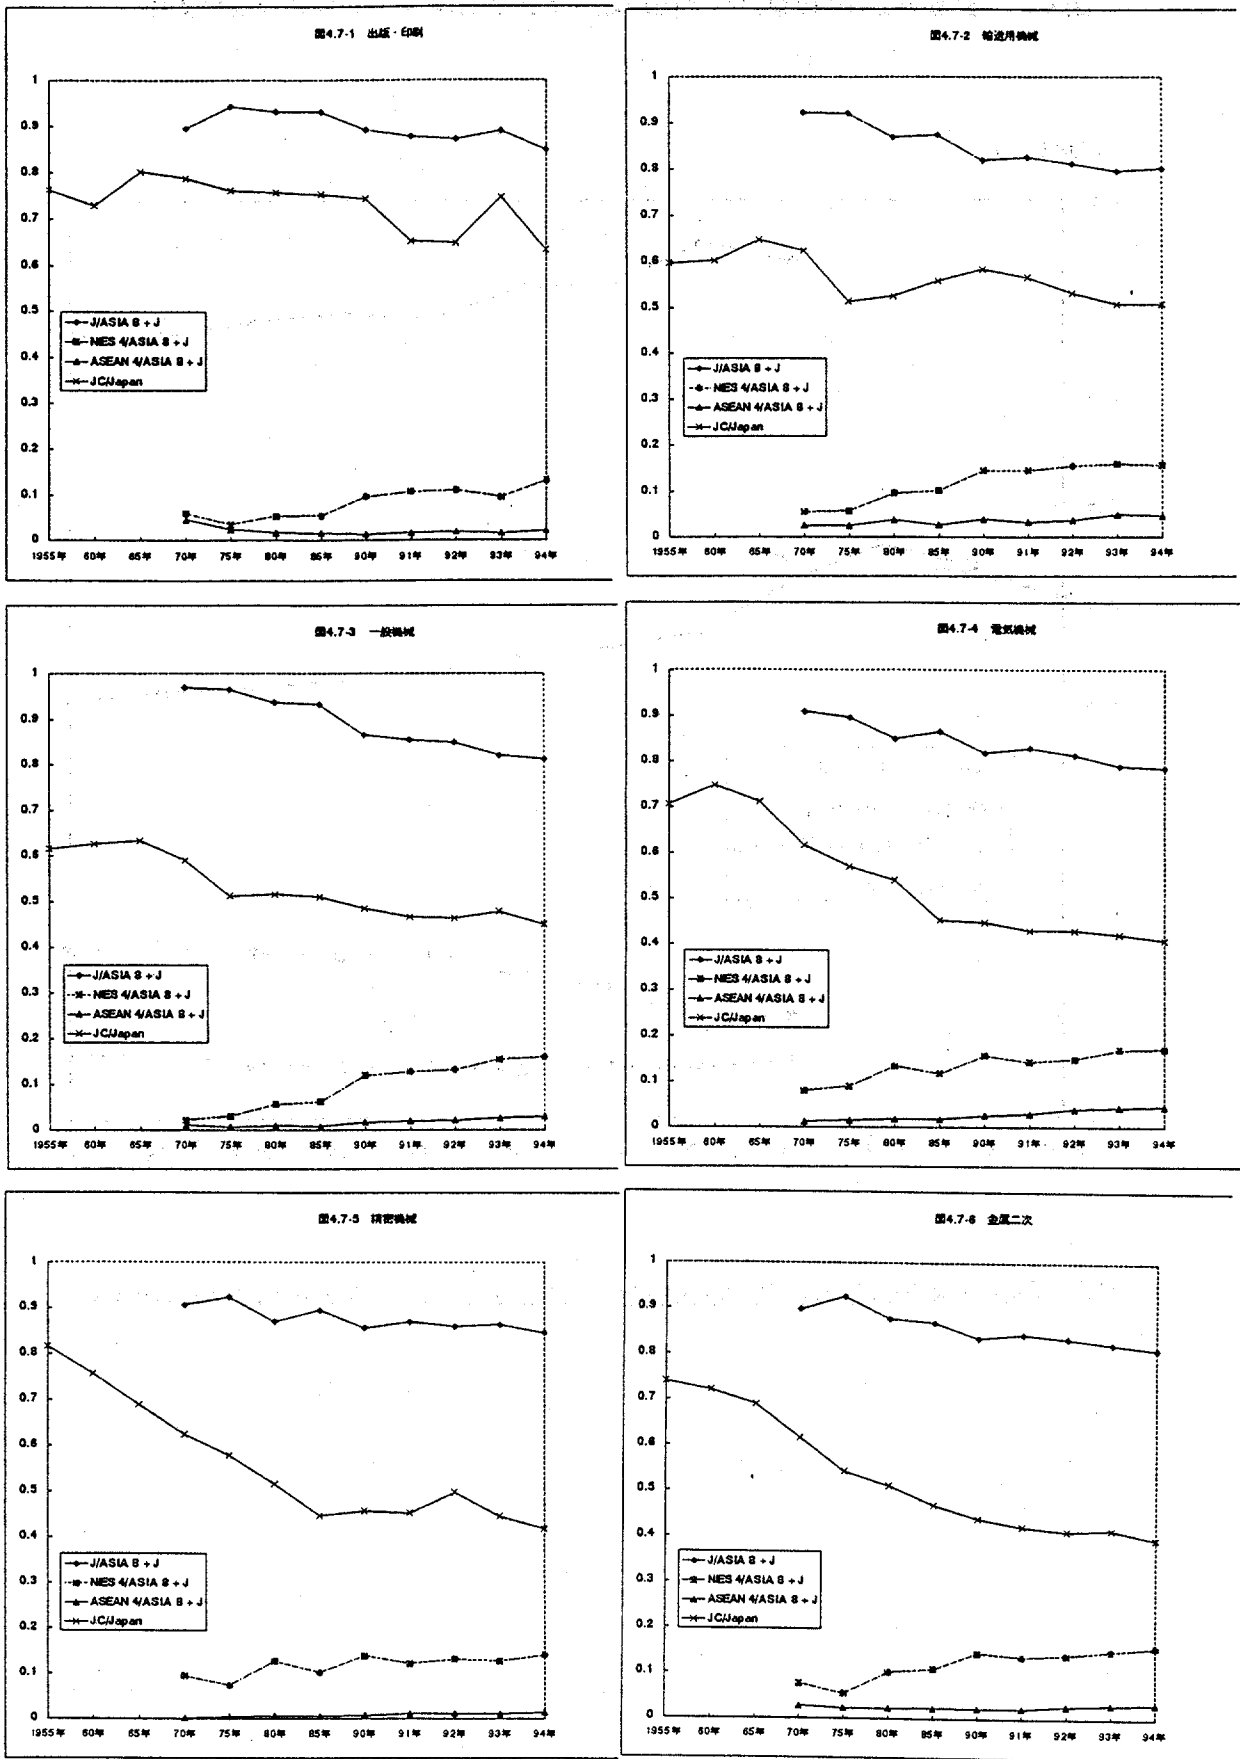 図4.7-1 出版・印刷
1
0.9
0.8
0.7
0.6
0.5
0.4
0.3
0.2
0.1
0
J/ASIA 8 + J
NIES 4/ASIA 8 + J
ASEAN 4/ASIA 8 + J
JC/Japan
1955年 60年 65年 70年 75年 80年 85年 90年 91年 92年 93年 94年
図4.7-2 輸送用機械
1
0.9
0.8
0.7
0.6
0.5
0.4
0.3
0.2
0.1
0
J/ASIA 8 + J
NIES 4/ASIA 8 + J
ASEAN 4/ASIA 8 + J
JC/Japan
1955年 60年 65年 70年 75年 80年 85年 90年 91年 92年 93年 94年
図4.7-3 一般機械
1
0.9
0.8
0.7
0.6
0.5
0.4
0.3
0.2
0.1
0
J/ASIA 8 + J
NIES 4/ASIA 8 + J
ASEAN 4/ASIA 8 + J
JC/Japan
1955年 60年 65年 70年 75年 80年 85年 90年 91年 92年 93年 94年
図4.7-4 電気機械
1
0.9
0.8
0.7
0.6
0.5
0.4
0.3
0.2
0.1
0
J/ASIA 8 + J
NIES 4/ASIA 8 + J
ASEAN 4/ASIA 8 + J
JC/Japan
1955年 60年 65年 70年 75年 80年 85年 90年 91年 92年 93年 94年
図4.7-5 精密機械
1
0.9
0.8
0.7
0.6
0.5
0.4
0.3
0.2
0.1
0
J/ASIA 8 + J
NIES 4/ASIA 8 + J
ASEAN 4/ASIA 8 + J
JC/Japan
1955年 60年 65年 70年 75年 80年 85年 90年 91年 92年 93年 94年
図4.7-6 金属二次
1
0.9
0.8
0.7
0.6
0.5
0.4
0.3
0.2
0.1
0
J/ASIA 8 + J
NIES 4/ASIA 8 + J
ASEAN 4/ASIA 8 + J
JC/Japan
1955年 60年 65年 70年 75年 80年 85年 90年 91年 92年 93年 94年